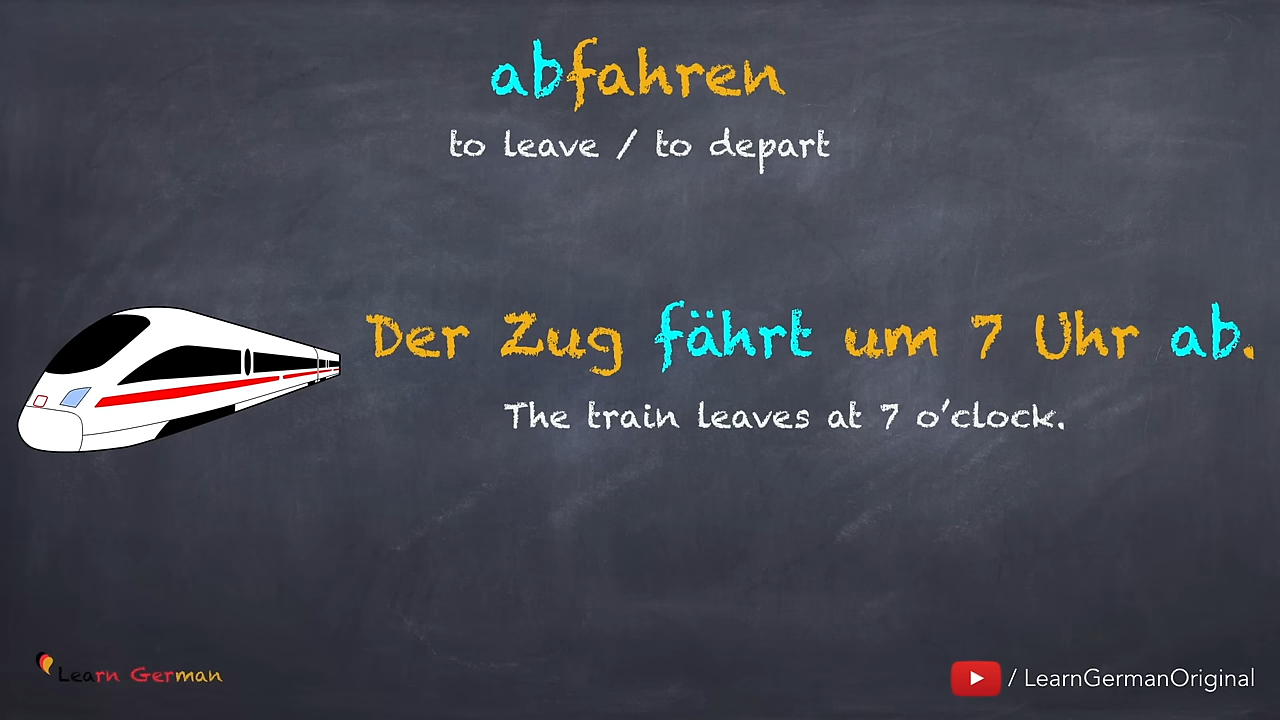 abfahren
to leave / to depart
Der Zug fährt um 7 Uhr ab.
The train leaves at 7 o'clock.
Learn German
/ LearnGermanOriginal